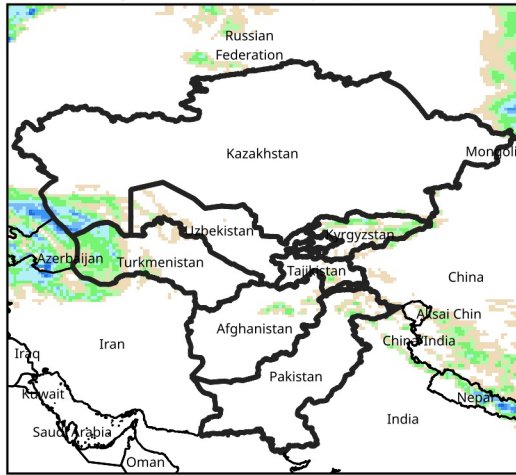 Russian
Federation
Kazakhstan
Mongoli
Uzbekistan
Kyrgyzstan
Azerbaijan
Turkmenistan
Tajikistan
China
Aksai Chin
Afghanistan
China/India
Iran
Iraq
Pakistan
Kuwait
Nepal
India
Saudi Arabia
Oman